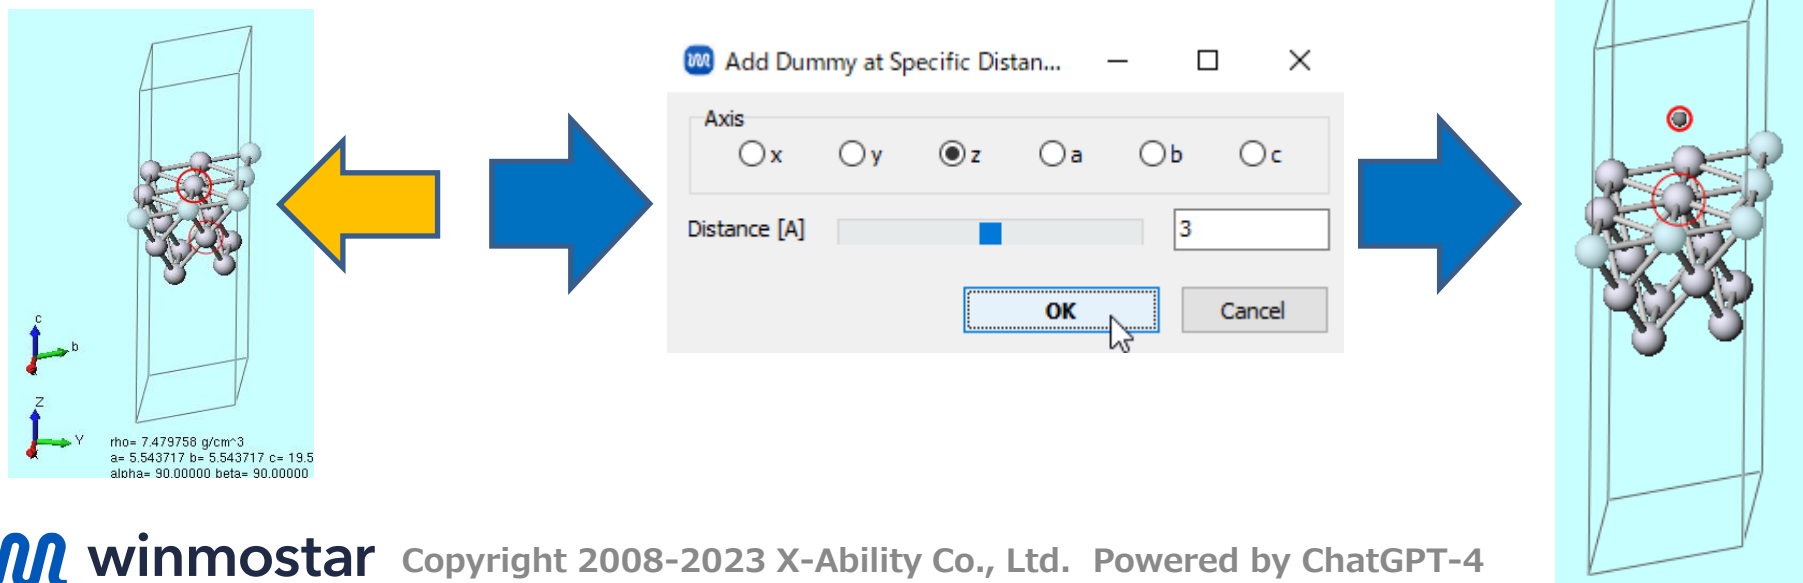 Add Dummy at Specific Distan...
Axis
x y z a b c
Distance [A] 3
OK Cancel
c
b
Z
Y
rho= 7.479758 g/cm^3
a= 5.543717 b= 5.543717 c= 19.5
alpha= 90.00000 beta= 90.00000
winmostar Copyright 2008-2023 X-Ability Co., Ltd. Powered by ChatGPT-4